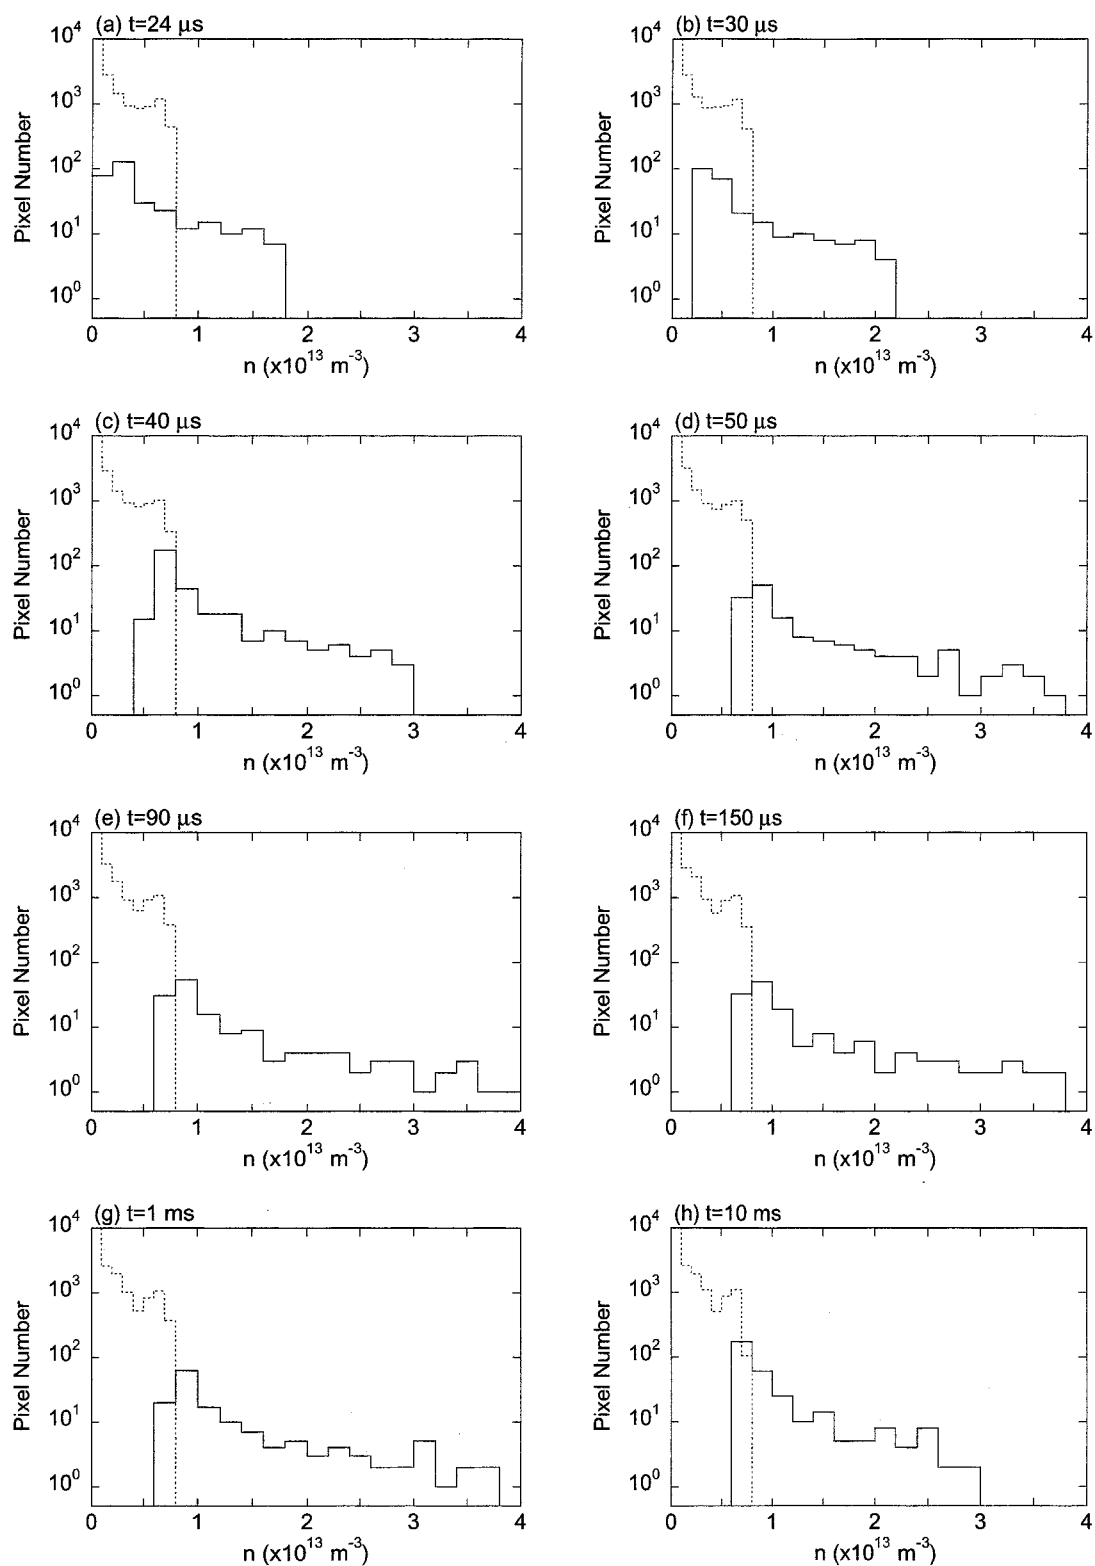 (a) t=24 μs
10⁴
10³
10²
10¹
10⁰
Pixel Number
0 1 2 3 4
n (x10¹³ m⁻³)
(b) t=30 μs
10⁴
10³
10²
10¹
10⁰
Pixel Number
0 1 2 3 4
n (x10¹³ m⁻³)
(c) t=40 μs
10⁴
10³
10²
10¹
10⁰
Pixel Number
0 1 2 3 4
n (x10¹³ m⁻³)
(d) t=50 μs
10⁴
10³
10²
10¹
10⁰
Pixel Number
0 1 2 3 4
n (x10¹³ m⁻³)
(e) t=90 μs
10⁴
10³
10²
10¹
10⁰
Pixel Number
0 1 2 3 4
n (x10¹³ m⁻³)
(f) t=150 μs
10⁴
10³
10²
10¹
10⁰
Pixel Number
0 1 2 3 4
n (x10¹³ m⁻³)
(g) t=1 ms
10⁴
10³
10²
10¹
10⁰
Pixel Number
0 1 2 3 4
n (x10¹³ m⁻³)
(h) t=10 ms
10⁴
10³
10²
10¹
10⁰
Pixel Number
0 1 2 3 4
n (x10¹³ m⁻³)